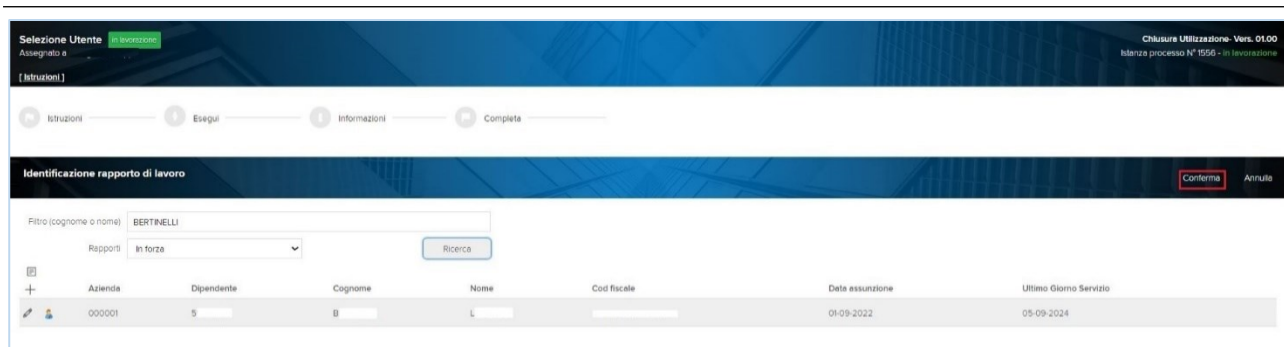 Selezione Utente in lavorazione
Assegnato a
[ Istruzioni ]
Chiusura Utilizzazione- Vers. 01.00
Istanza processo N° 1556 - in lavorazione
Istruzioni Esegui Informazioni Completa
Identificazione rapporto di lavoro Conferma Annulla
Filtro (cognome o nome) BERTINELLI
Rapporti In forza Ricerca
Azienda Dipendente Cognome Nome Cod fiscale Data assunzione Ultimo Giorno Servizio
000001 5 B L 01-09-2022 05-09-2024